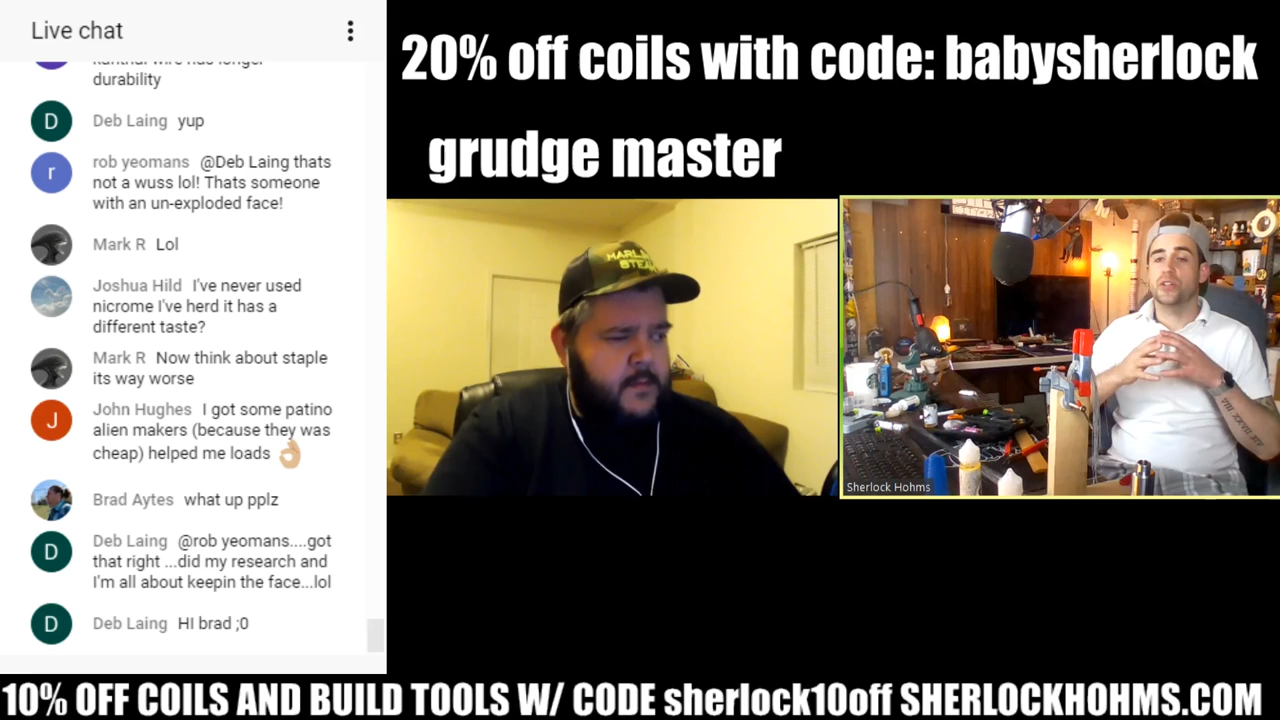 Live chat
20% off coils with code: babysherlock
grudge master
durability
D
Deb Laing yup
r
rob yeomans @Deb Laing thats
not a wuss lol! Thats someone
with an un-exploded face!
Mark R Lol
Joshua Hild I've never used
nicrome I've herd it has a
different taste?
Mark R Now think about staple
its way worse
J
John Hughes I got some patino
alien makers (because they was
cheap) helped me loads 👌🏼
Brad Aytes what up pplz
D
Deb Laing @rob yeomans....got
that right ...did my research and
I'm all about keepin the face...lol
D
Deb Laing HI brad ;0
Sherlock Hohms
10% OFF COILS AND BUILD TOOLS W/ CODE sherlock10off SHERLOCKHOHMS.COM